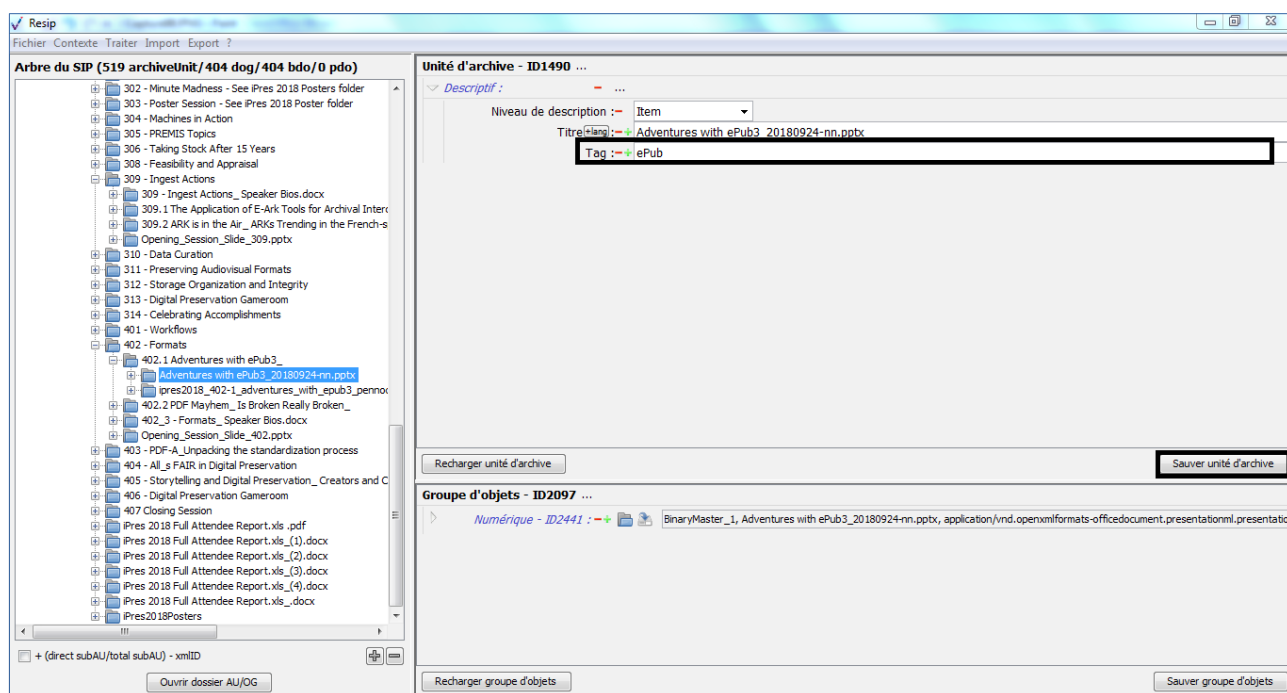 Resip
Fichier Contexte Traiter Import Export ?
Arbre du SIP (519 archiveUnit/404 dog/404 bdo/0 pdo)
302 - Minute Madness - See iPres 2018 Posters folder
303 - Poster Session - See iPres 2018 Poster folder
304 - Machines in Action
305 - PREMIS Topics
306 - Taking Stock After 15 Years
308 - Feasibility and Appraisal
309 - Ingest Actions
309 - Ingest Actions_ Speaker Bios.docx
309.1 The Application of E-Ark Tools for Archival Interc
309.2 ARK is in the Air_ ARKs Trending in the French-s
Opening_Session_Slide_309.pptx
310 - Data Curation
311 - Preserving Audiovisual Formats
312 - Storage Organization and Integrity
313 - Digital Preservation Gameroom
314 - Celebrating Accomplishments
401 - Workflows
402 - Formats
402.1 Adventures with ePub3_
Adventures with ePub3_20180924-nn.pptx
ipres2018_402-1_adventures_with_epub3_pennoc
402.2 PDF Mayhem_ Is Broken Really Broken_
402_3 - Formats_ Speaker Bios.docx
Opening_Session_Slide_402.pptx
403 - PDF-A_Unpacking the standardization process
404 - All_s FAIR in Digital Preservation
405 - Storytelling and Digital Preservation_ Creators and C
406 - Digital Preservation Gameroom
407 Closing Session
iPres 2018 Full Attendee Report.xls .pdf
iPres 2018 Full Attendee Report.xls_(1).docx
iPres 2018 Full Attendee Report.xls_(2).docx
iPres 2018 Full Attendee Report.xls_(3).docx
iPres 2018 Full Attendee Report.xls_(4).docx
iPres 2018 Full Attendee Report.xls_.docx
iPres2018Posters
+ (direct subAU/total subAU) - xmlID
Ouvrir dossier AU/OG
Unité d'archive - ID1490 ...
Descriptif : ...
Niveau de description : Item
Titre +lang : Adventures with ePub3_20180924-nn.pptx
Tag : ePub
Recharger unité d'archive Sauver unité d'archive
Groupe d'objets - ID2097 ...
Numérique - ID2441 : BinaryMaster_1, Adventures with ePub3_20180924-nn.pptx, application/vnd.openxmlformats-officedocument.presentationml.presentatio
Recharger groupe d'objets Sauver groupe d'objets